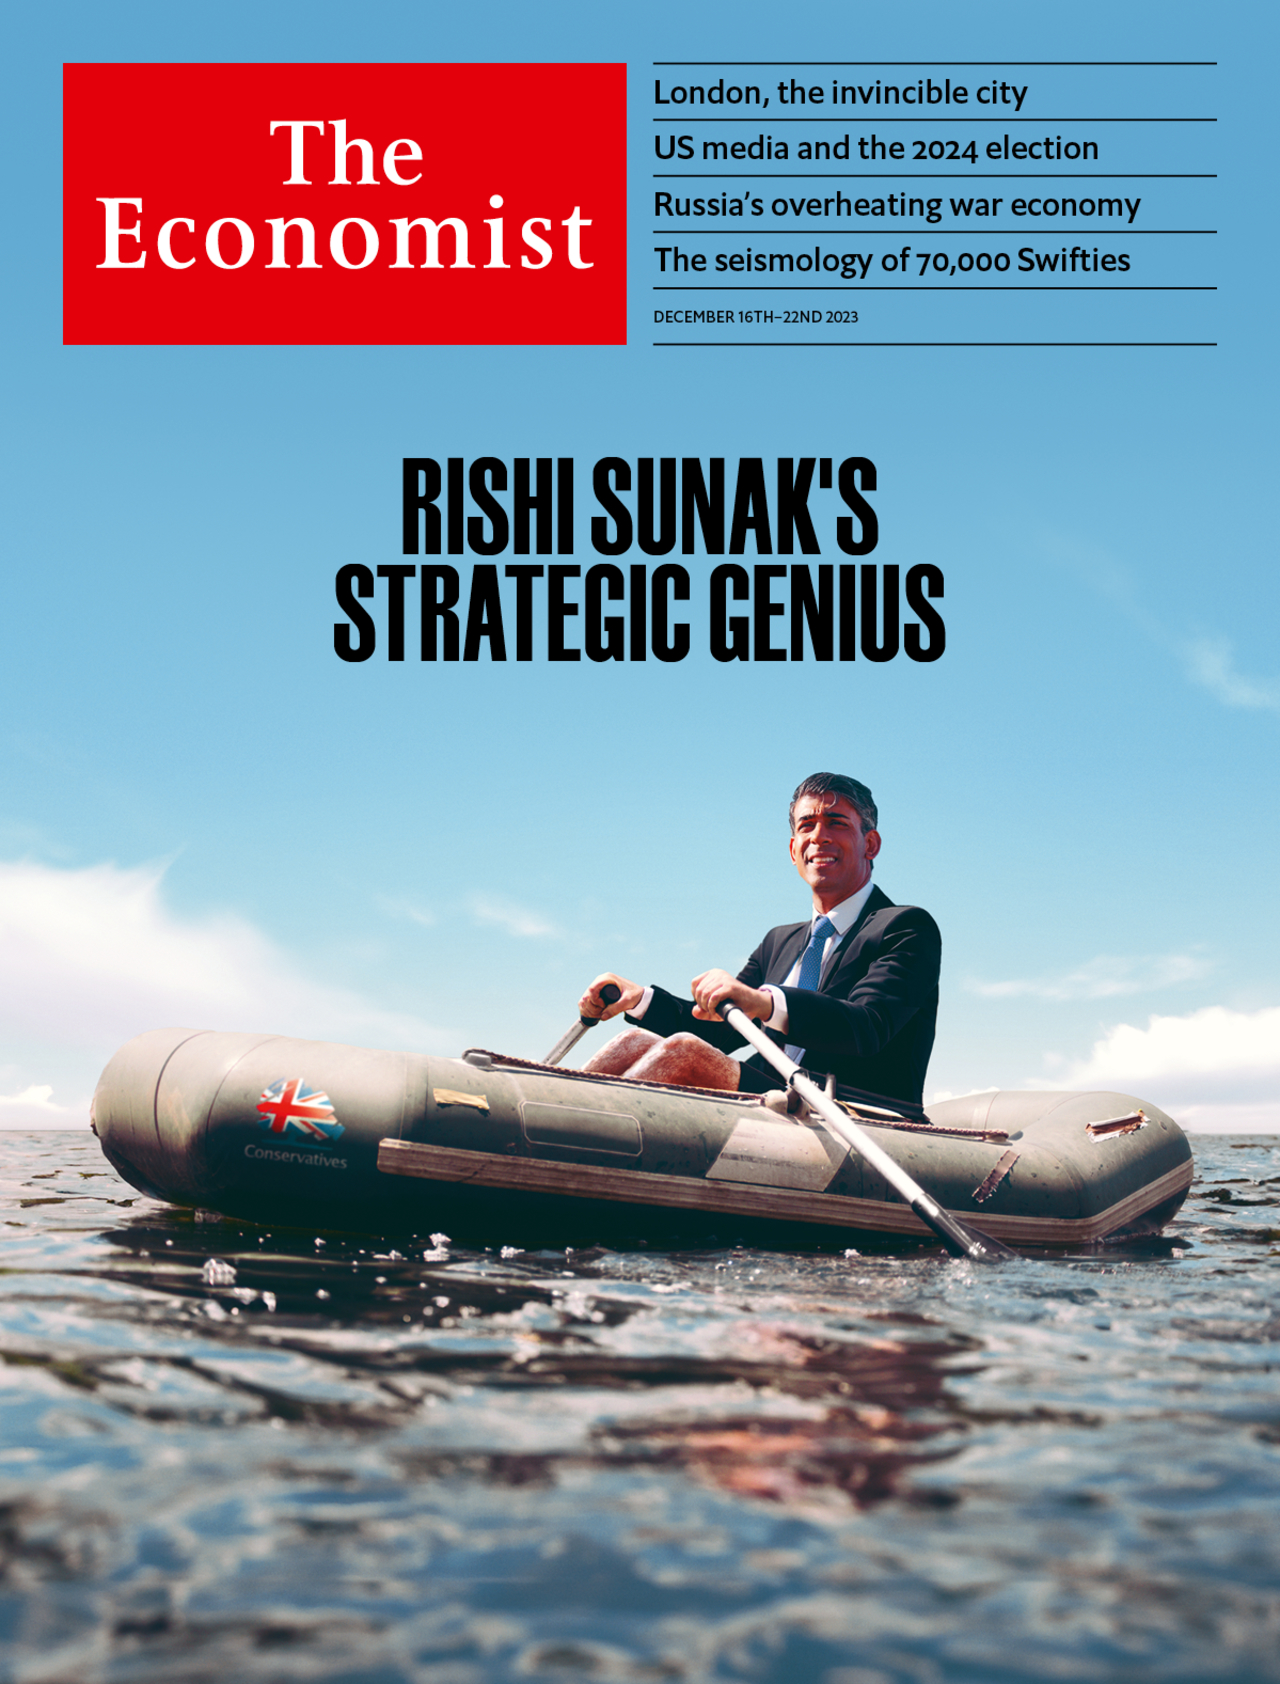 The
Economist
London, the invincible city
US media and the 2024 election
Russia’s overheating war economy
The seismology of 70,000 Swifties
DECEMBER 16TH–22ND 2023
RISHI SUNAK'S
STRATEGIC GENIUS
Conservatives